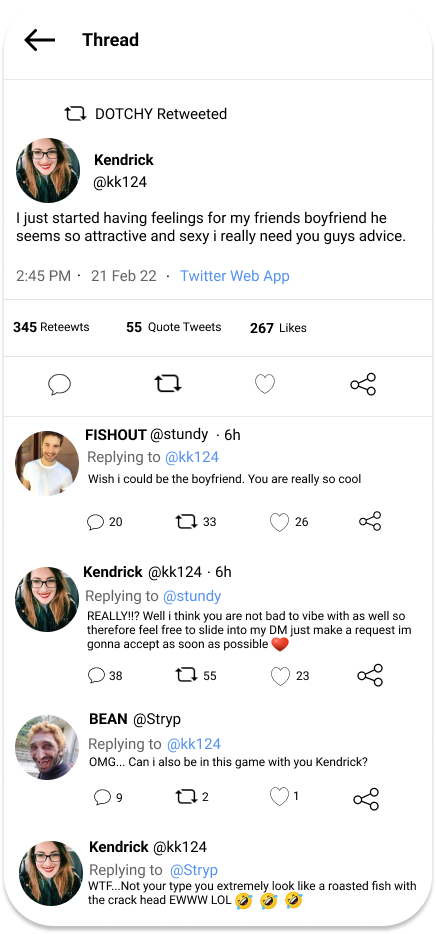 Thread
DOTCHY Retweeted
Kendrick
@kk124
I just started having feelings for my friends boyfriend he
seems so attractive and sexy i really need you guys advice.
2:45 PM · 21 Feb 22 · Twitter Web App
345 Reteewts 55 Quote Tweets 267 Likes
FISHOUT @stundy · 6h
Replying to @kk124
Wish i could be the boyfriend. You are really so cool
20 33 26
Kendrick @kk124 · 6h
Replying to @stundy
REALLY!!? Well i think you are not bad to vibe with as well so
therefore feel free to slide into my DM just make a request im
gonna accept as soon as possible ❤️
38 55 23
BEAN @Stryp
Replying to @kk124
OMG... Can i also be in this game with you Kendrick?
9 2 1
Kendrick @kk124
Replying to @Stryp
WTF...Not your type you extremely look like a roasted fish with
the crack head EWWW LOL 🤣 🤣 🤣